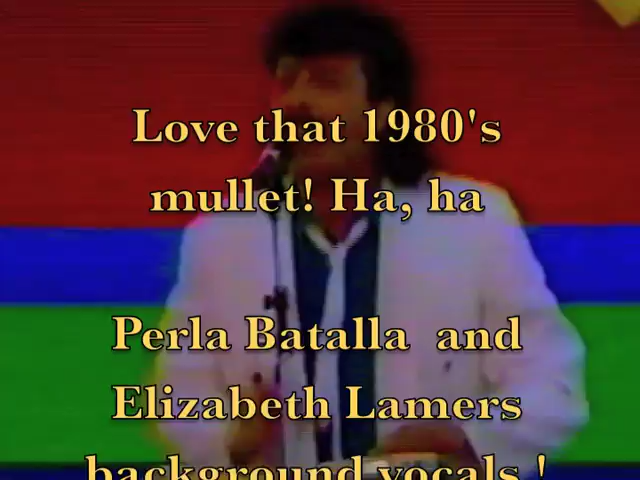 Love that 1980's
mullet! Ha, ha
Perla Batalla and
Elizabeth Lamers
background vocals !